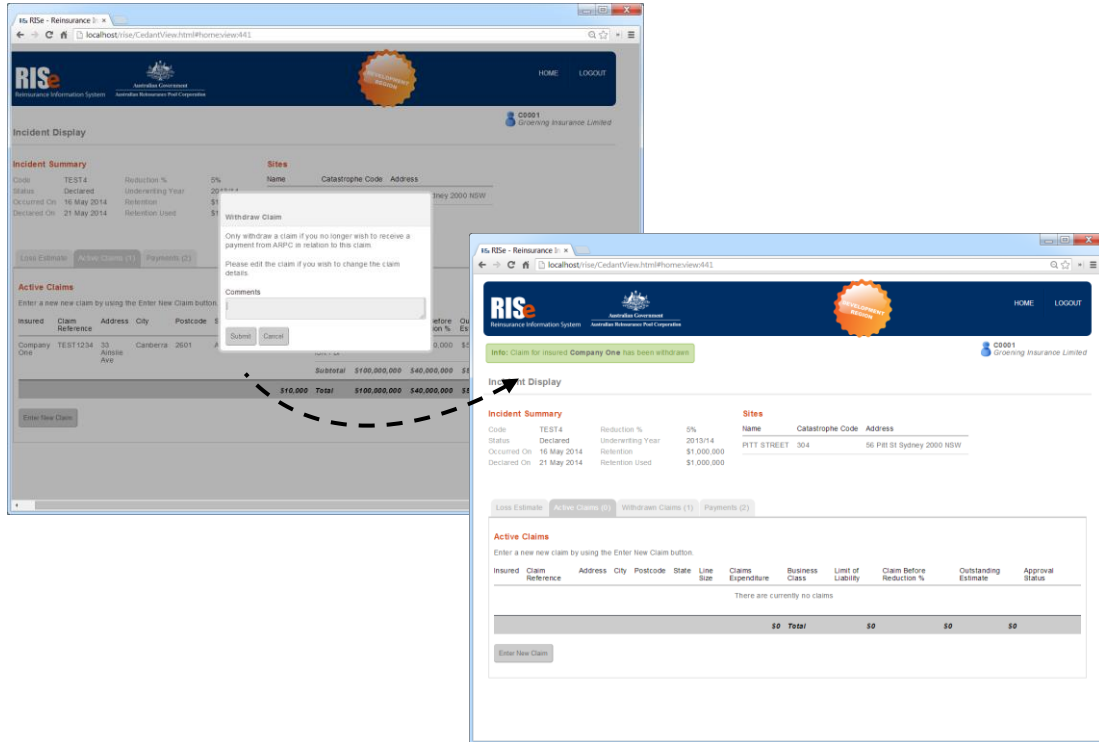 RISe - Reinsurance In
localhost/rise/CedantView.html#home:view:441
RISe
Reinsurance Information System
Australian Government
Australian Reinsurance Pool Corporation
DEVELOPMENT REGION
HOME LOGOUT
C0001
Groening Insurance Limited
Incident Display
Incident Summary
Code TEST4 Reduction % 5%
Status Declared Underwriting Year 2013/14
Occurred On 16 May 2014 Retention
Declared On 21 May 2014 Retention Used
Sites
Name Catastrophe Code Address
dney 2000 NSW
Withdraw Claim
Only withdraw a claim if you no longer wish to receive a
payment from ARPC in relation to this claim.
Please edit the claim if you wish to change the claim
details.
Comments
Submit Cancel
Loss Estimate Active Claims (1) Payments (2)
Active Claims
Enter a new new claim by using the Enter New Claim button.
Insured Claim Reference Address City Postcode
Company One TEST1234 33 Ainslie Ave Canberra 2601
Subtotal $100,000,000 $40,000,000
$10,000 Total $100,000,000 $40,000,000
Enter New Claim
RISe - Reinsurance In
localhost/rise/CedantView.html#home:view:441
RISe
Reinsurance Information System
Australian Government
Australian Reinsurance Pool Corporation
DEVELOPMENT REGION
HOME LOGOUT
Info: Claim for insured Company One has been withdrawn
C0001
Groening Insurance Limited
Incident Display
Incident Summary
Code TEST4 Reduction % 5%
Status Declared Underwriting Year 2013/14
Occurred On 16 May 2014 Retention $1,000,000
Declared On 21 May 2014 Retention Used $1,000,000
Sites
Name Catastrophe Code Address
PITT STREET 304 56 Pitt St Sydney 2000 NSW
Loss Estimate Active Claims (0) Withdrawn Claims (1) Payments (2)
Active Claims
Enter a new new claim by using the Enter New Claim button.
Insured Claim Reference Address City Postcode State Line Size Claims Expenditure Business Class Limit of Liability Claim Before Reduction % Outstanding Estimate Approval Status
There are currently no claims
$0 Total $0 $0 $0
Enter New Claim